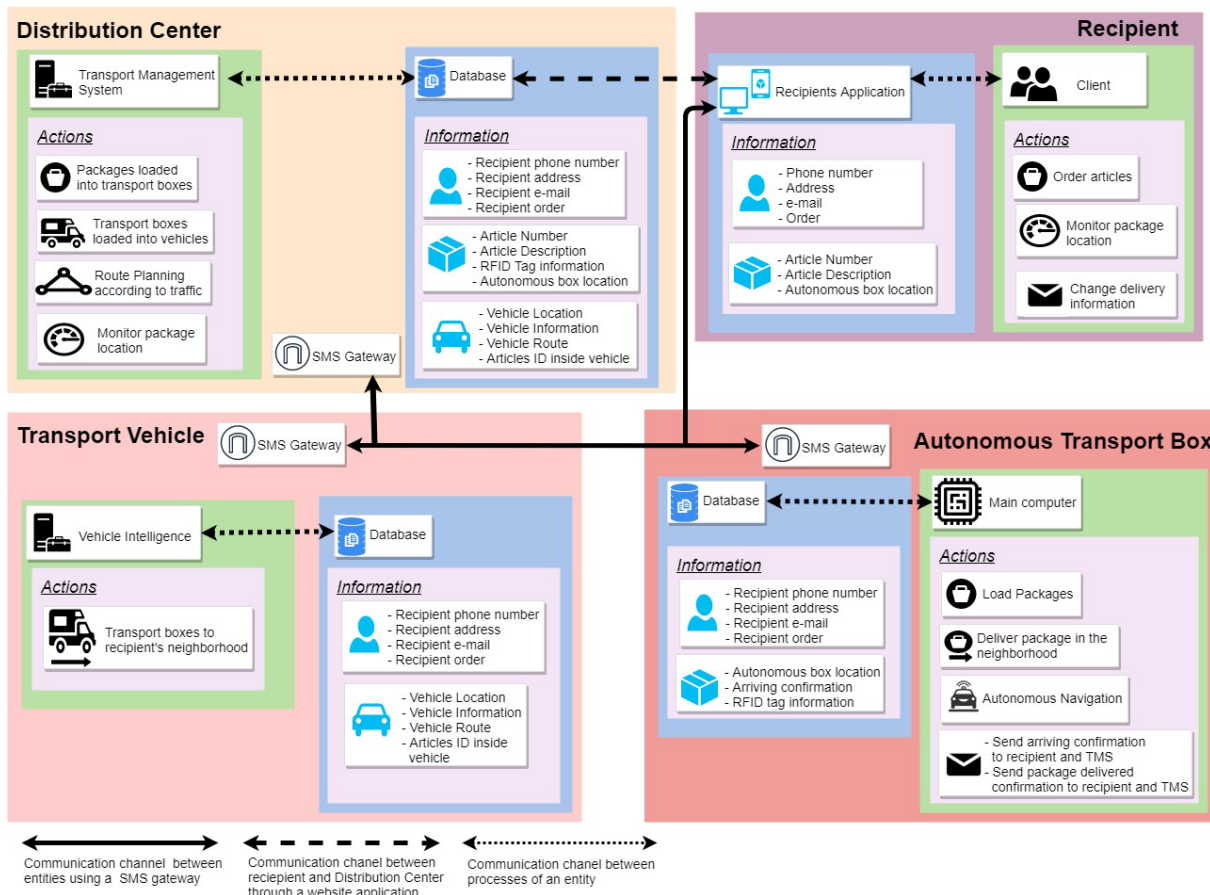 Distribution Center
Transport Management
System
Database
Actions
Packages loaded
into transport boxes
Transport boxes
loaded into vehicles
Route Planning
according to traffic
Monitor package
location
SMS Gateway
Information
- Recipient phone number
- Recipient address
- Recipient e-mail
- Recipient order
- Article Number
- Article Description
- RFID Tag information
- Autonomous box location
- Vehicle Location
- Vehicle Information
- Vehicle Route
- Articles ID inside vehicle
Recipient
Recipients Application
Client
Information
- Phone number
- Address
- e-mail
- Order
- Article Number
- Article Description
- Autonomous box location
Actions
Order articles
Monitor package
location
Change delivery
information
Transport Vehicle
SMS Gateway
Vehicle Intelligence
Database
Actions
Transport boxes to
recipient's neighborhood
Information
- Recipient phone number
- Recipient address
- Recipient e-mail
- Recipient order
- Vehicle Location
- Vehicle Information
- Vehicle Route
- Articles ID inside
vehicle
SMS Gateway
Autonomous Transport Box
Database
Main computer
Information
- Recipient phone number
- Recipient address
- Recipient e-mail
- Recipient order
- Autonomous box location
- Arriving confirmation
- RFID tag information
Actions
Load Packages
Deliver package in the
neighborhood
Autonomous Navigation
- Send arriving confirmation
to recipient and TMS
- Send package delivered
confirmation to recipient and TMS
Communication channel between
entities using a SMS gateway
Communication chanel between
reciepient and Distribution Center
through a website application
Communication chanel between
processes of an entity